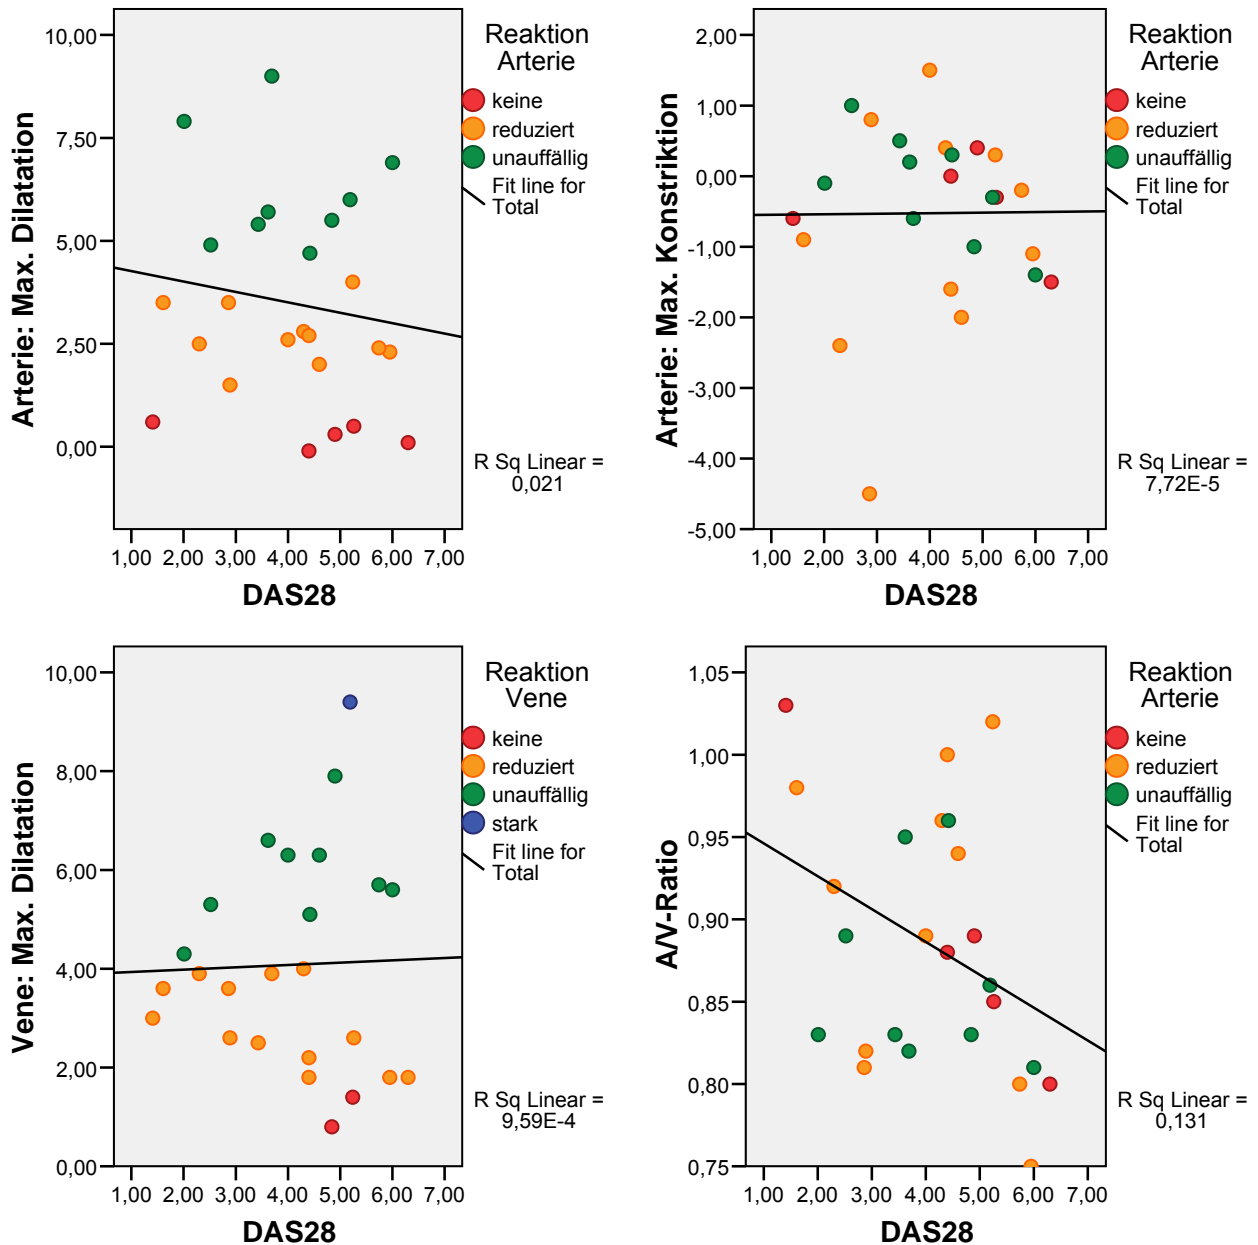 10,00
7,50
5,00
2,50
0,00
Arterie: Max. Dilatation
1,00 2,00 3,00 4,00 5,00 6,00 7,00
DAS28
Reaktion
Arterie
keine
reduziert
unauffällig
Fit line for
Total
R Sq Linear =
0,021
2,00
1,00
0,00
-1,00
-2,00
-3,00
-4,00
-5,00
Arterie: Max. Konstriktion
1,00 2,00 3,00 4,00 5,00 6,00 7,00
DAS28
Reaktion
Arterie
keine
reduziert
unauffällig
Fit line for
Total
R Sq Linear =
7,72E-5
10,00
8,00
6,00
4,00
2,00
0,00
Vene: Max. Dilatation
1,00 2,00 3,00 4,00 5,00 6,00 7,00
DAS28
Reaktion
Vene
keine
reduziert
unauffällig
stark
Fit line for
Total
R Sq Linear =
9,59E-4
1,05
1,00
0,95
0,90
0,85
0,80
0,75
A/V-Ratio
1,00 2,00 3,00 4,00 5,00 6,00 7,00
DAS28
Reaktion
Arterie
keine
reduziert
unauffällig
Fit line for
Total
R Sq Linear =
0,131